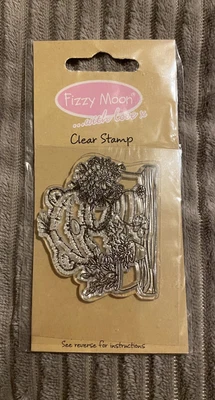 Fizzy Moon
Clear Stamp
See reverse for instructions